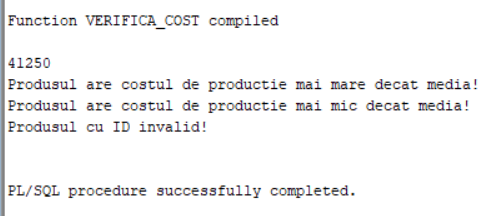 Function VERIFICA_COST compiled
41250
Produsul are costul de productie mai mare decat media!
Produsul are costul de productie mai mic decat media!
Produsul cu ID invalid!
PL/SQL procedure successfully completed.